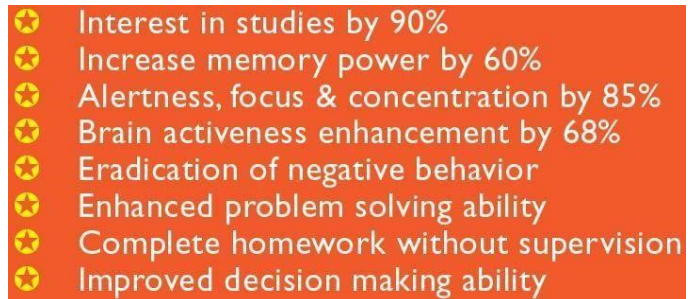 Interest in studies by 90%
Increase memory power by 60%
Alertness, focus & concentration by 85%
Brain activeness enhancement by 68%
Eradication of negative behavior
Enhanced problem solving ability
Complete homework without supervision
Improved decision making ability